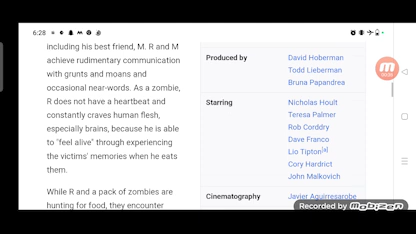 6:28
including his best friend, M. R and M
achieve rudimentary communication
with grunts and moans and
occasional near-words. As a zombie,
R does not have a heartbeat and
constantly craves human flesh,
especially brains, because he is able
to "feel alive" through experiencing
the victims' memories when he eats
them.
While R and a pack of zombies are
hunting for food, they encounter
Produced by
David Hoberman
Todd Lieberman
Bruna Papandrea
Starring
Nicholas Hoult
Teresa Palmer
Rob Corddry
Dave Franco
Lio Tipton[a]
Cory Hardrict
John Malkovich
Cinematography
Javier Aguirresarobe
Recorded by mobizen